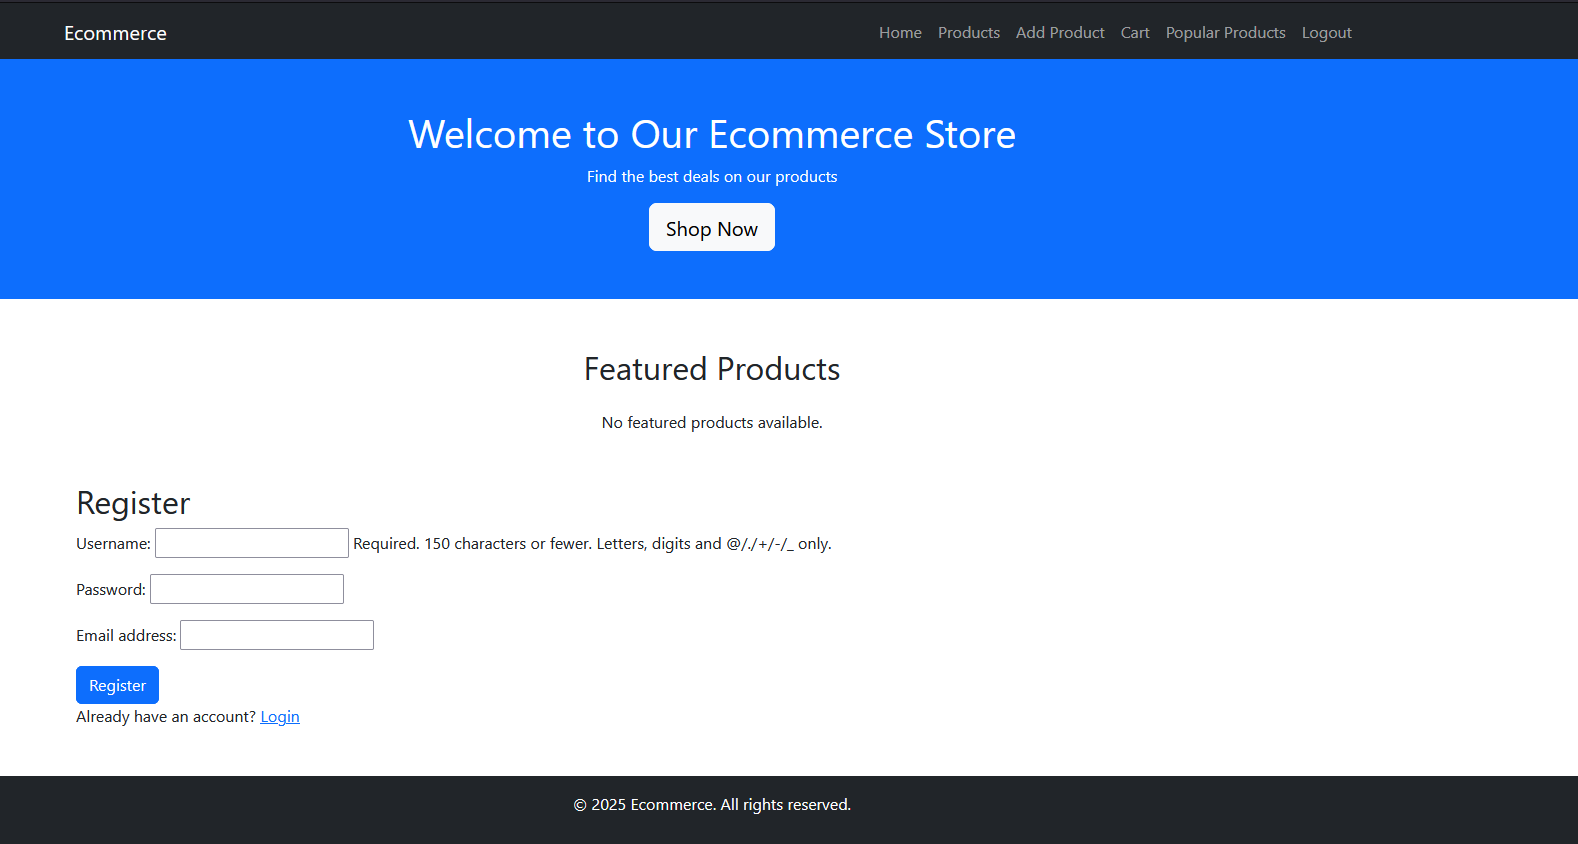 Ecommerce Home Products Add Product Cart Popular Products Logout
Welcome to Our Ecommerce Store
Find the best deals on our products
Shop Now
Featured Products
No featured products available.
Register
Username: Required. 150 characters or fewer. Letters, digits and @/./+/-/_ only.
Password:
Email address:
Register
Already have an account? Login
© 2025 Ecommerce. All rights reserved.